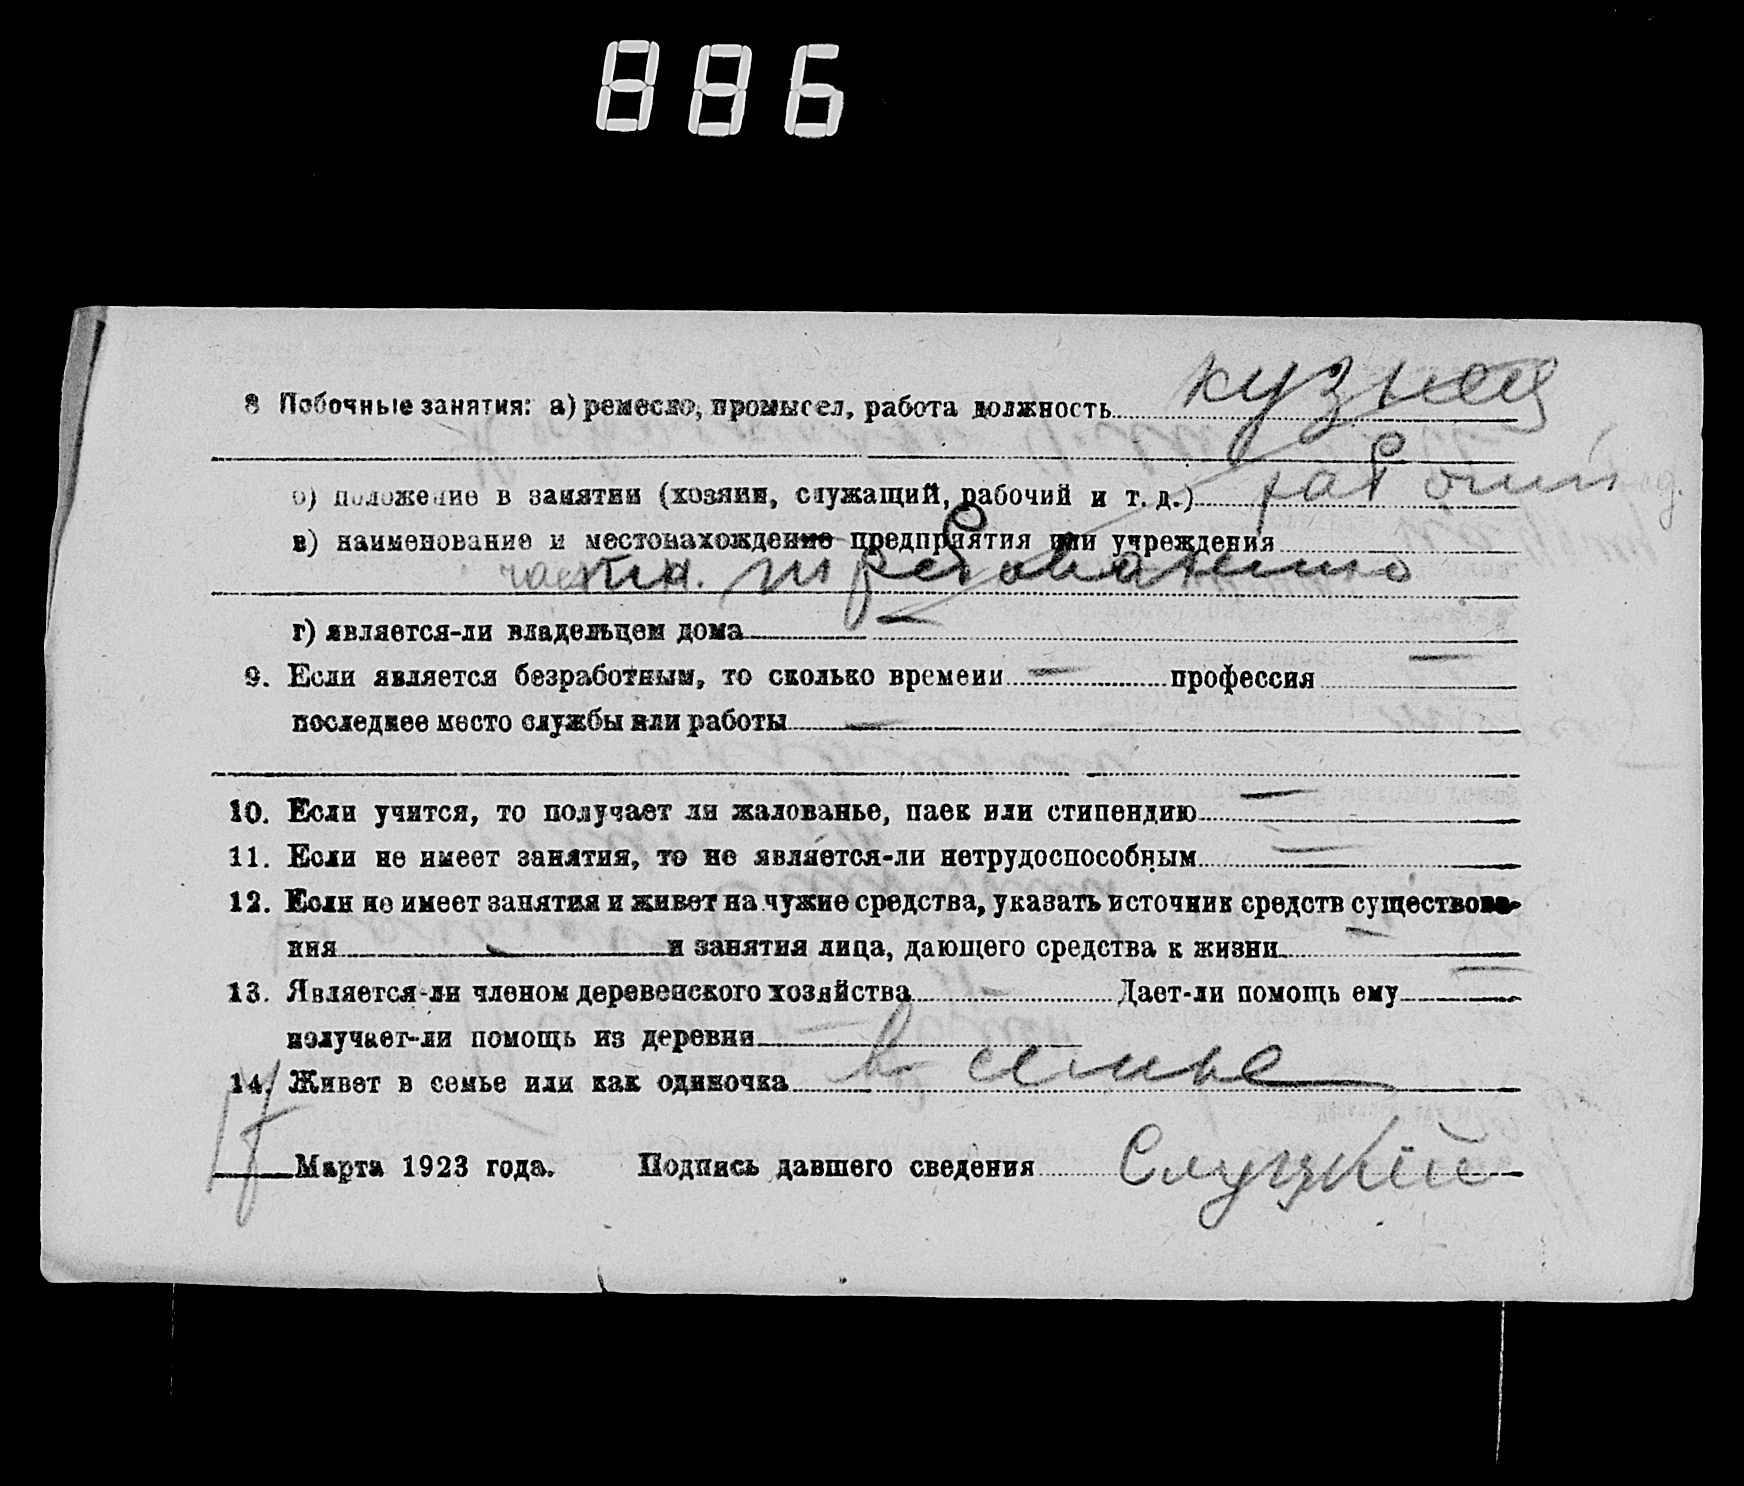 886
8 Побочные занятия: а) ремесло, промысел, работа должность кузнец
б) положение в занятии (хозяин, служащий, рабочий и т. д.) рабочий
в) наименование и местонахождение предприятия или учреждения
частн.
г) является-ли владельцем дома —
9. Если является безработным, то сколько времени — профессия —
последнее место службы или работы —
10. Если учится, то получает ли жалованье, паек или стипендию —
11. Если не имеет занятия, то не является-ли нетрудоспособным —
12. Если не имеет занятия и живет на чужие средства, указать источник средств существова-
ния — и занятия лица, дающего средства к жизни —
13. Является-ли членом деревенского хозяйства — Дает-ли помощь ему —
получает-ли помощь из деревни —
14. Живет в семье или как одиночка в семье
17 Марта 1923 года. Подпись давшего сведения Слуцкий